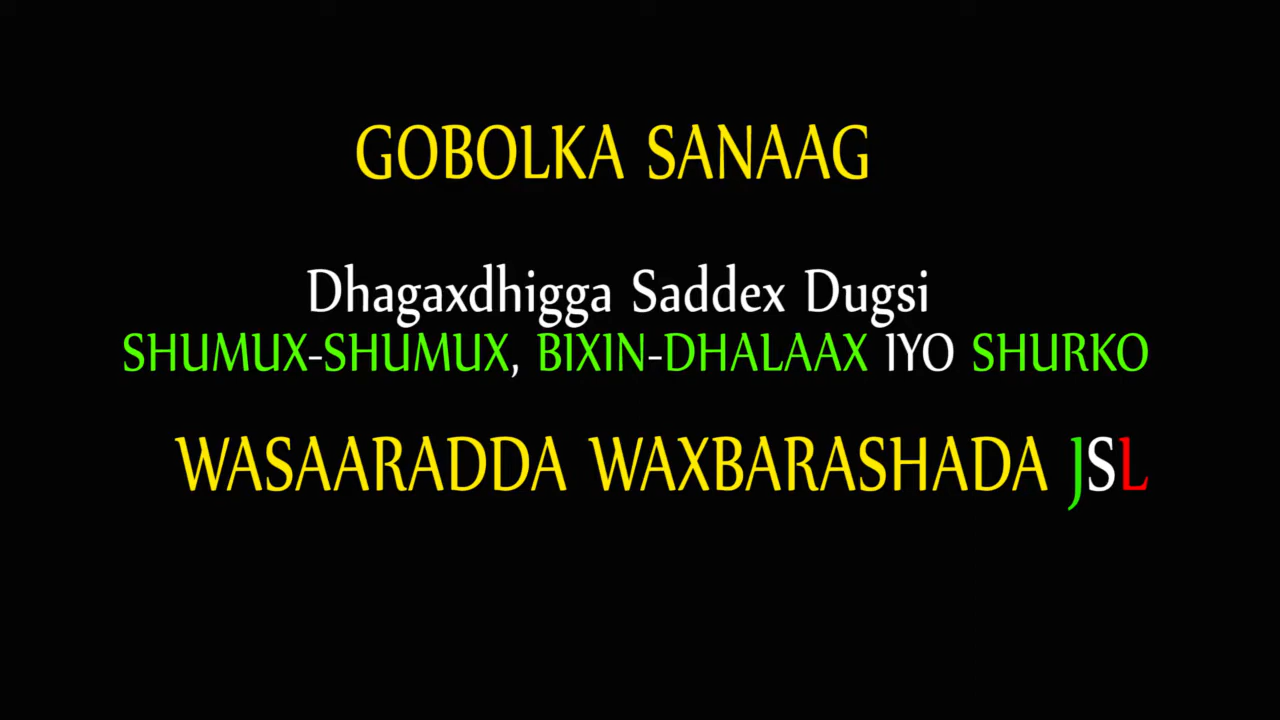 GOBOLKA SANAAG
Dhagaxdhigga Saddex Dugsi
SHUMUX-SHUMUX, BIXIN-DHALAAX IYO SHURKO
WASAARADDA WAXBARASHADA JSL